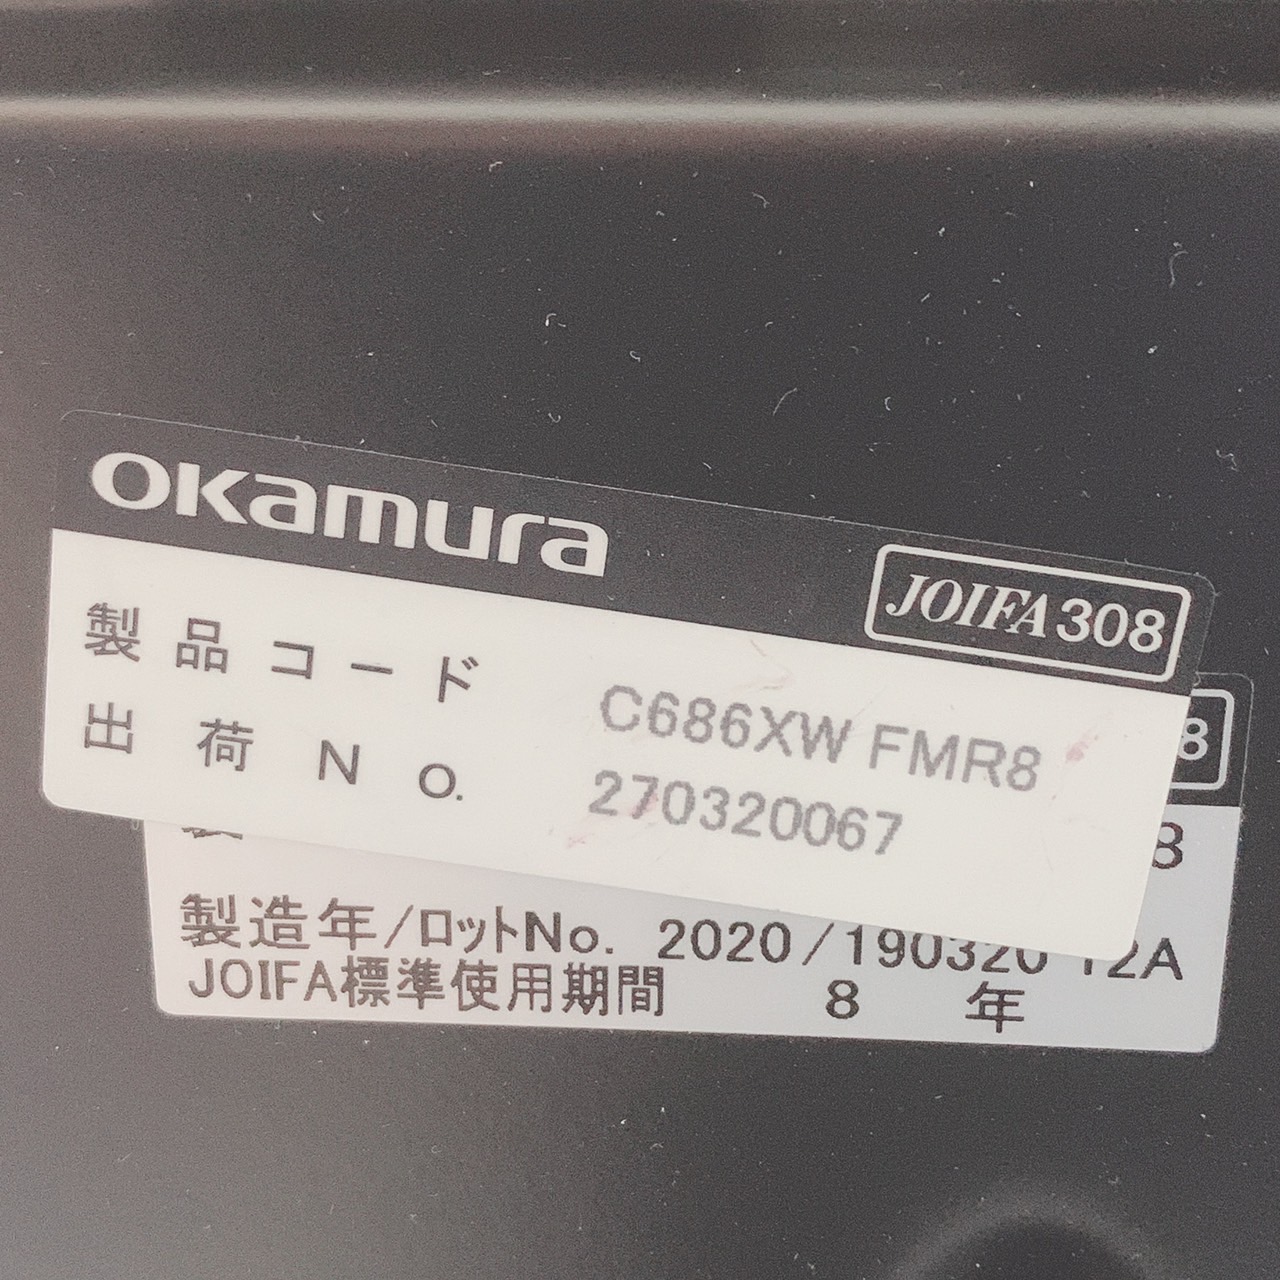 okamura
JOIFA308
製品コード C686XW FMR8
出荷No. 270320067
8
8
製造年/ロットNo. 2020/190320 12A
JOIFA標準使用期間 8年